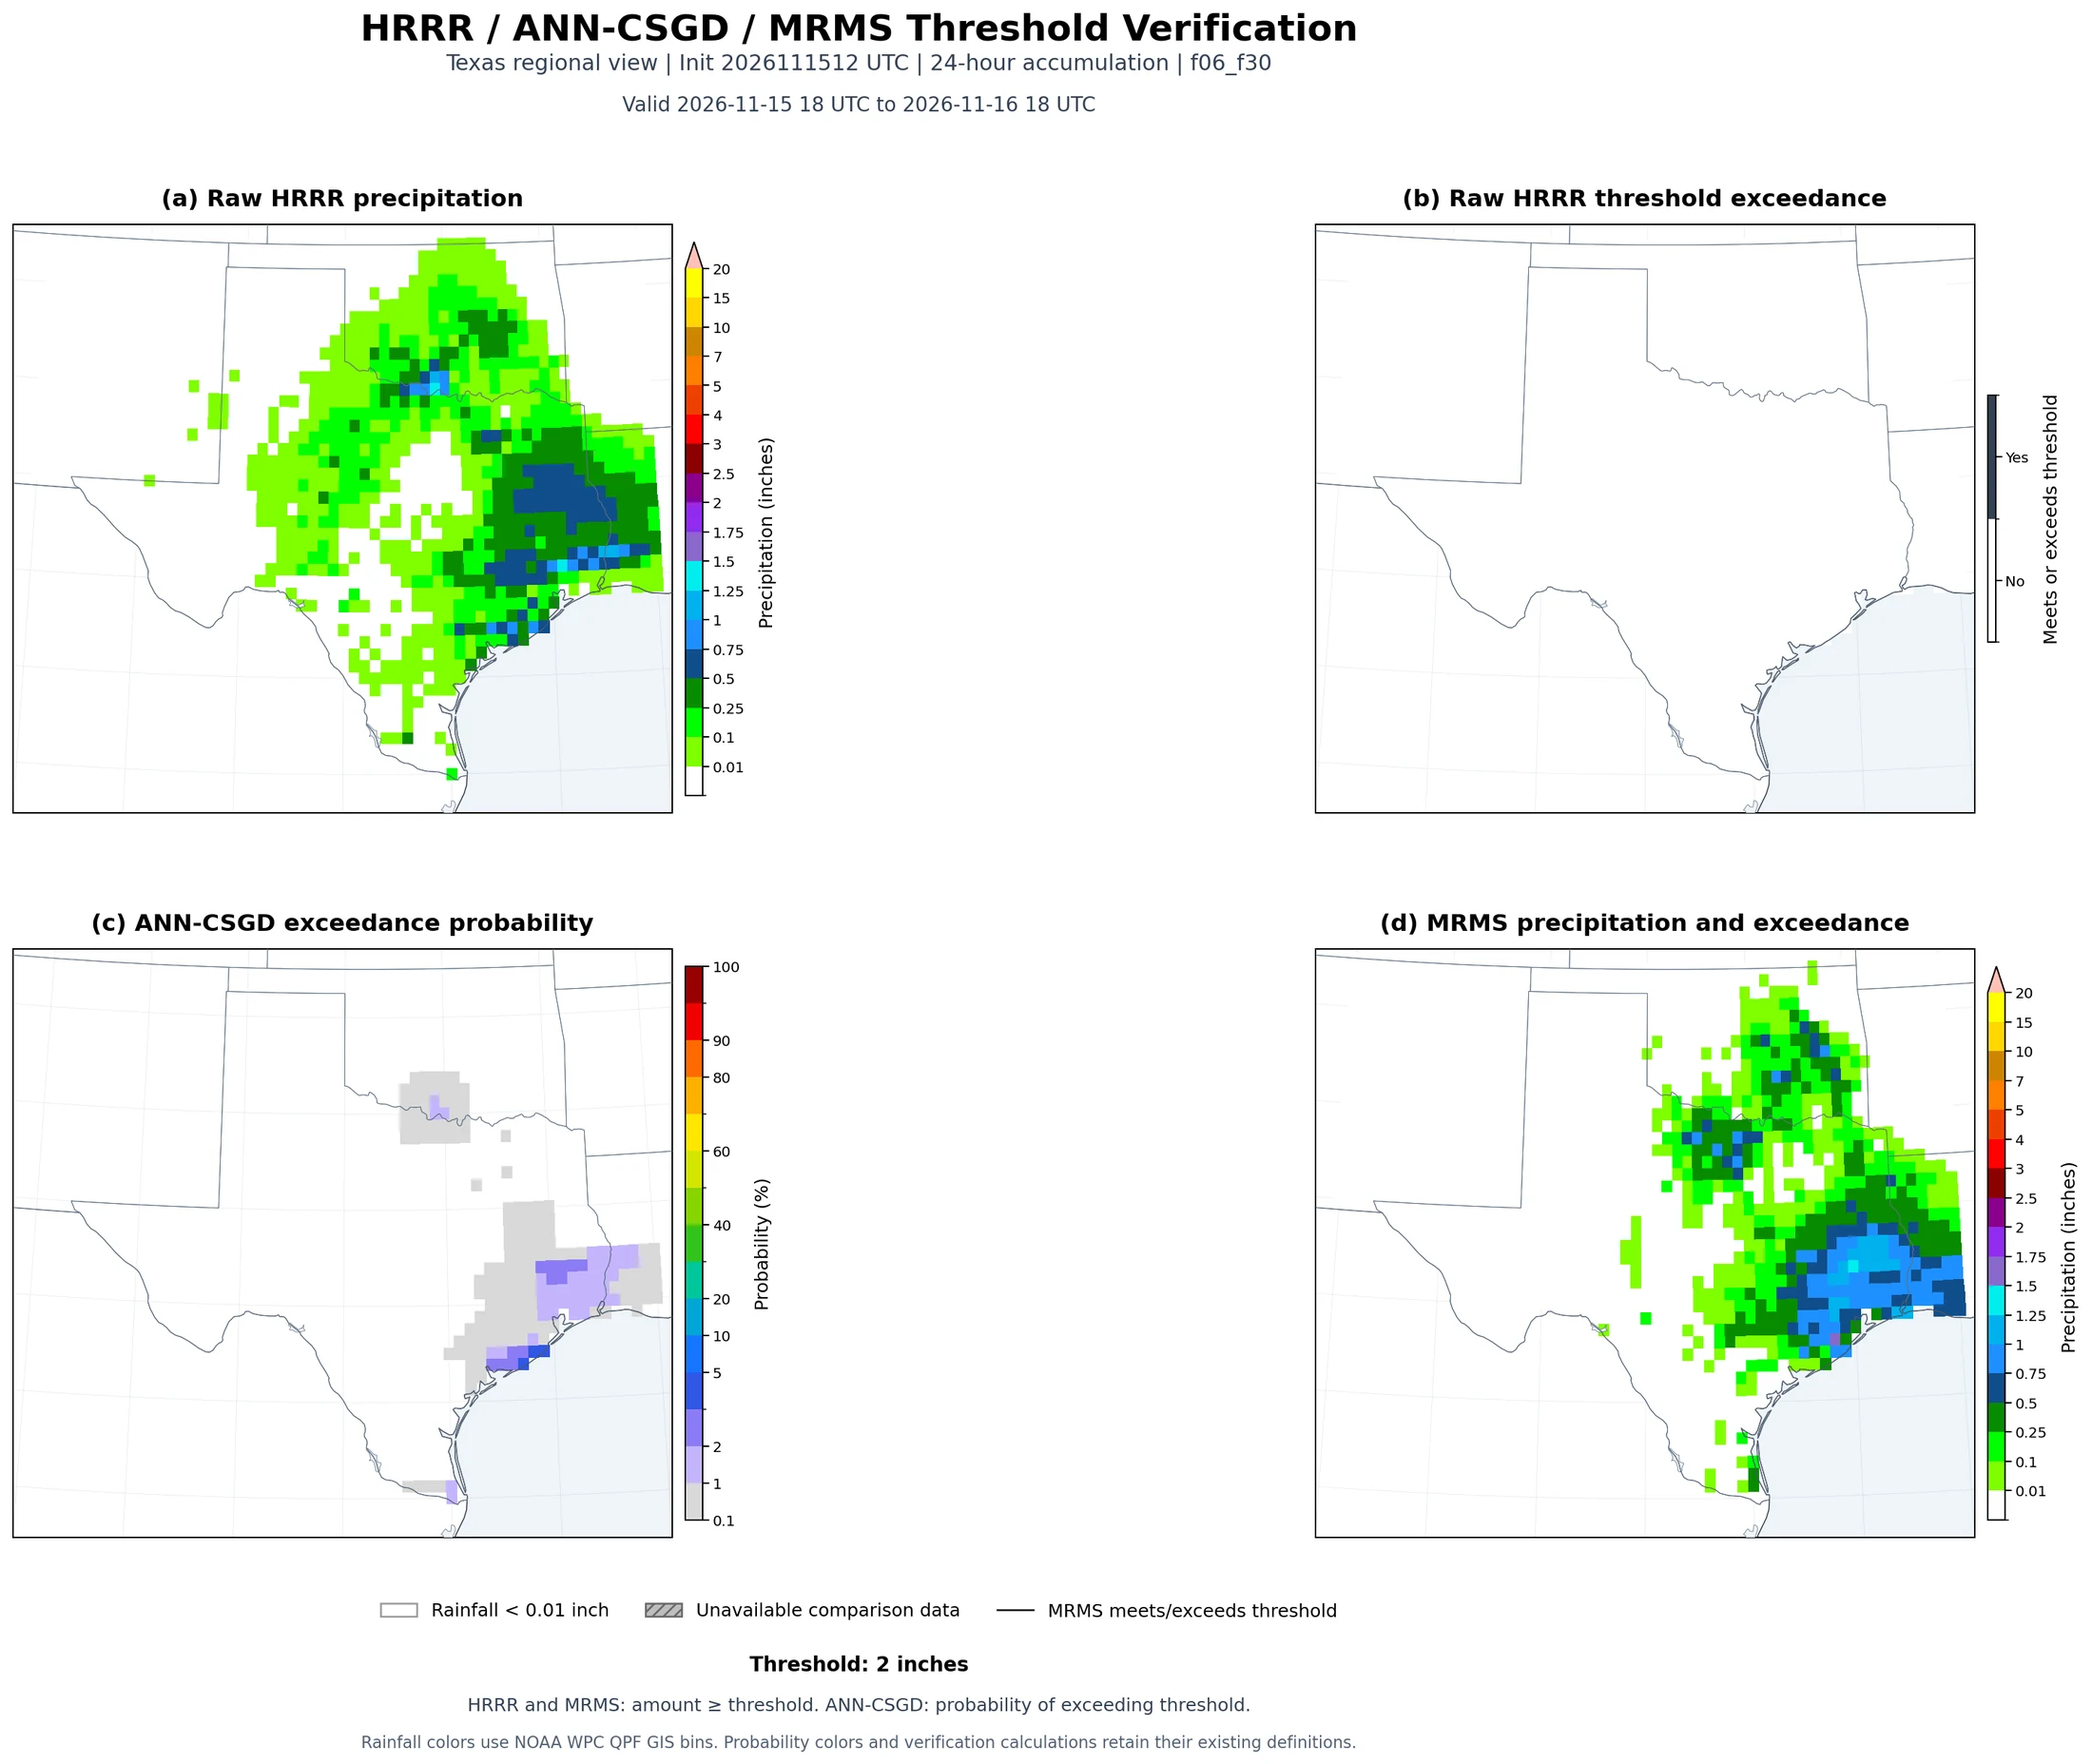 HRRR / ANN-CSGD / MRMS Threshold Verification
Texas regional view | Init 2026111512 UTC | 24-hour accumulation | f06_f30
Valid 2026-11-15 18 UTC to 2026-11-16 18 UTC
(a) Raw HRRR precipitation
20
15
10
7
5
4
3
2.5
2
1.75
1.5
1.25
1
0.75
0.5
0.25
0.1
0.01
Precipitation (inches)
(b) Raw HRRR threshold exceedance
Yes
No
Meets or exceeds threshold
(c) ANN-CSGD exceedance probability
100
90
80
60
40
20
10
5
2
1
0.1
Probability (%)
(d) MRMS precipitation and exceedance
20
15
10
7
5
4
3
2.5
2
1.75
1.5
1.25
1
0.75
0.5
0.25
0.1
0.01
Precipitation (inches)
Rainfall < 0.01 inch
Unavailable comparison data
MRMS meets/exceeds threshold
Threshold: 2 inches
HRRR and MRMS: amount ≥ threshold. ANN-CSGD: probability of exceeding threshold.
Rainfall colors use NOAA WPC QPF GIS bins. Probability colors and verification calculations retain their existing definitions.